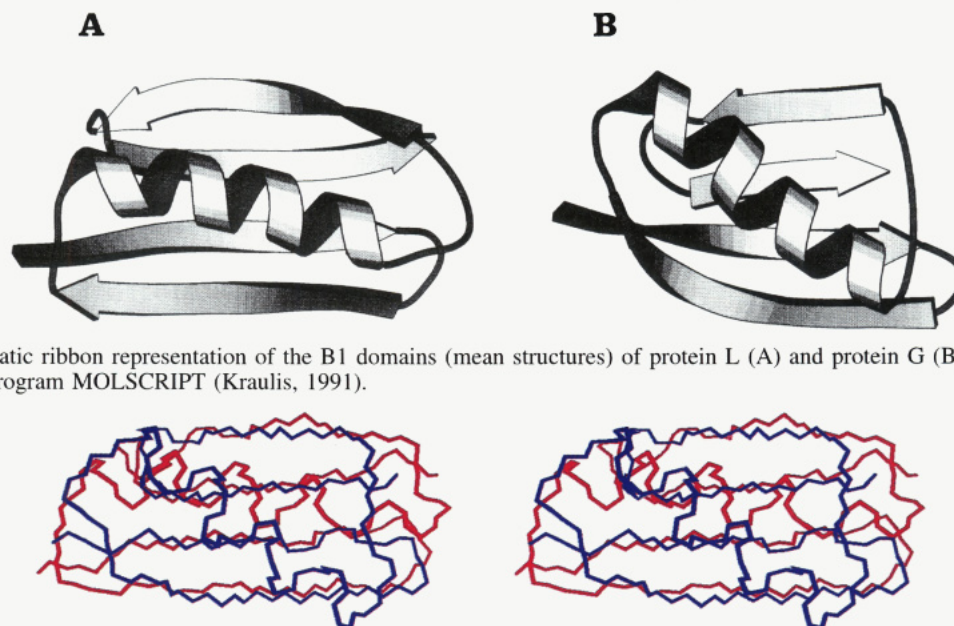 A
B
atic ribbon representation of the B1 domains (mean structures) of protein L (A) and protein G (B
rogram MOLSCRIPT (Kraulis, 1991).